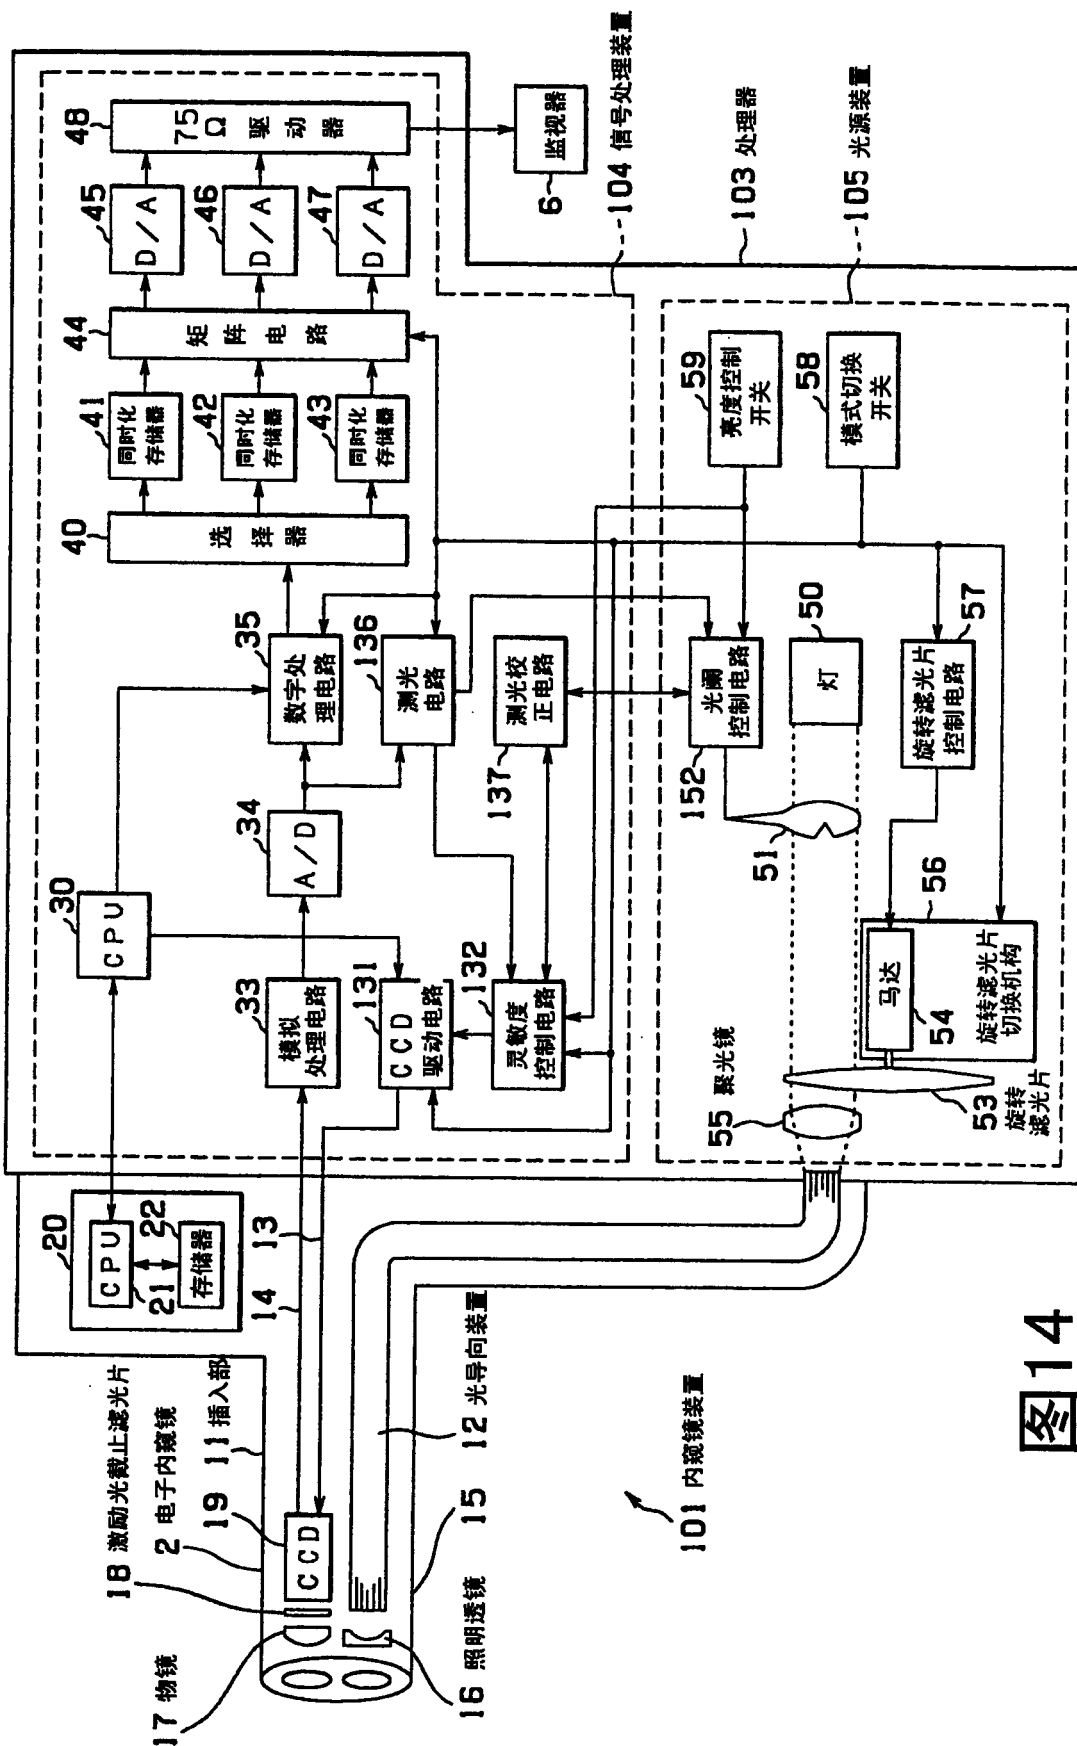 48
75
Ω
驱动器
45
D/A
46
D/A
47
D/A
44
矩阵电路
41
同时化
存储器
42
同时化
存储器
43
同时化
存储器
40
选择器
6
监视器
104 信号处理装置
103 处理器
105 光源装置
35
数字处
理电路
136
测光
电路
137
测光校
正电路
34
A/D
30
CPU
33
模拟
处理电路
131
CCD
驱动电路
132
灵敏度
控制电路
59
亮度控制
开关
58
模式切换
开关
152
光阑
控制电路
50
灯
57
旋转滤光片
控制电路
51
56
旋转滤光片
切换机构
54
马达
55 聚光镜
53
旋转
滤光片
20
CPU
21
22
存储器
14
13
18 激励光截止滤光片
2 电子内窥镜
11 插入部
19
CCD
17 物镜
12 光导向装置
15
16 照明透镜
101 内窥镜装置
图14